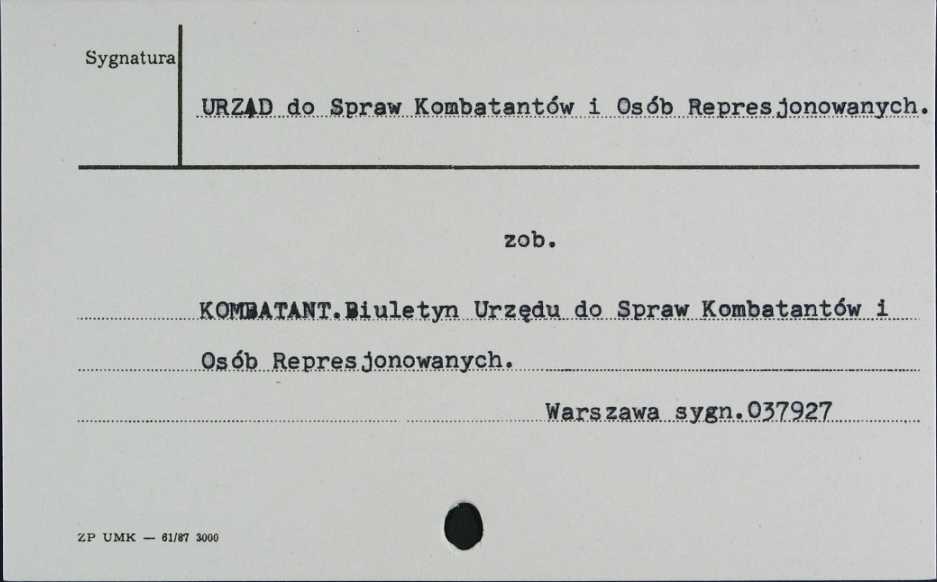 Sygnatura
URZĄD do Spraw Kombatantów i Osób Represjonowanych.
zob.
KOMBATANT.Biuletyn Urzędu do Spraw Kombatantów i
Osób Represjonowanych.
Warszawa sygn.037927
ZP UMK — 61/87 3000